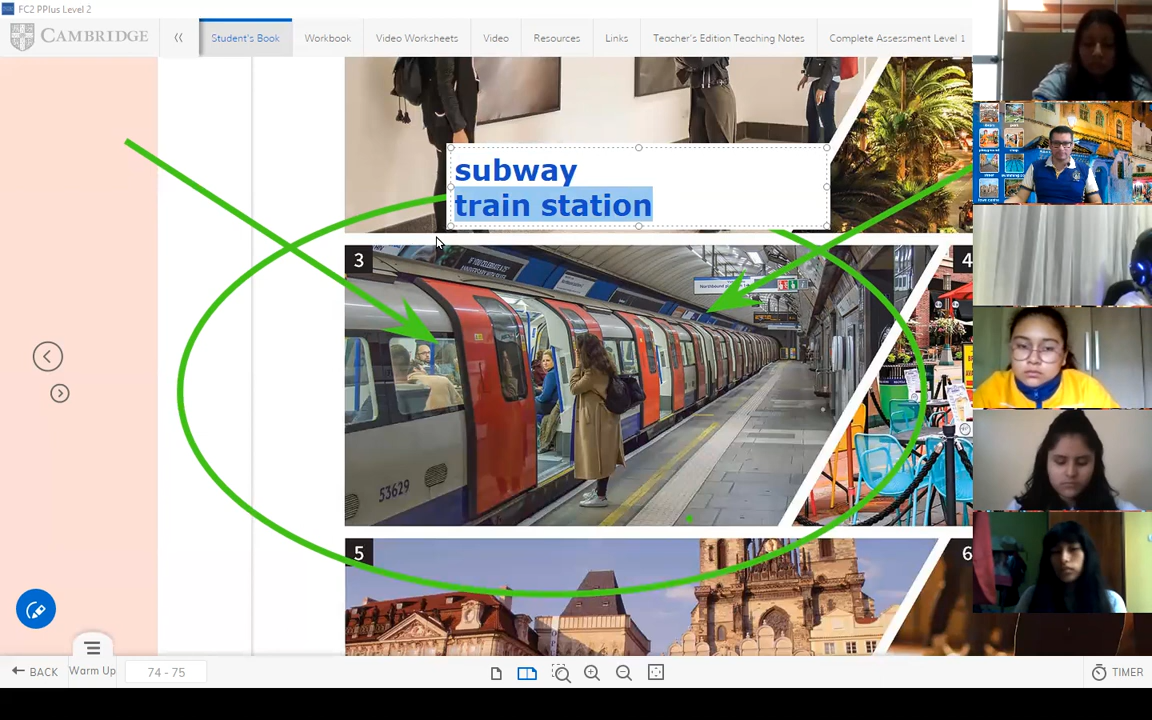 FC2 PPlus Level 2
CAMBRIDGE
Student's Book
Workbook
Video Worksheets
Video
Resources
Links
Teacher's Edition Teaching Notes
Complete Assessment Level 1
subway
train station
3
4
53629
5
6
BACK
Warm Up
74 - 75
TIMER